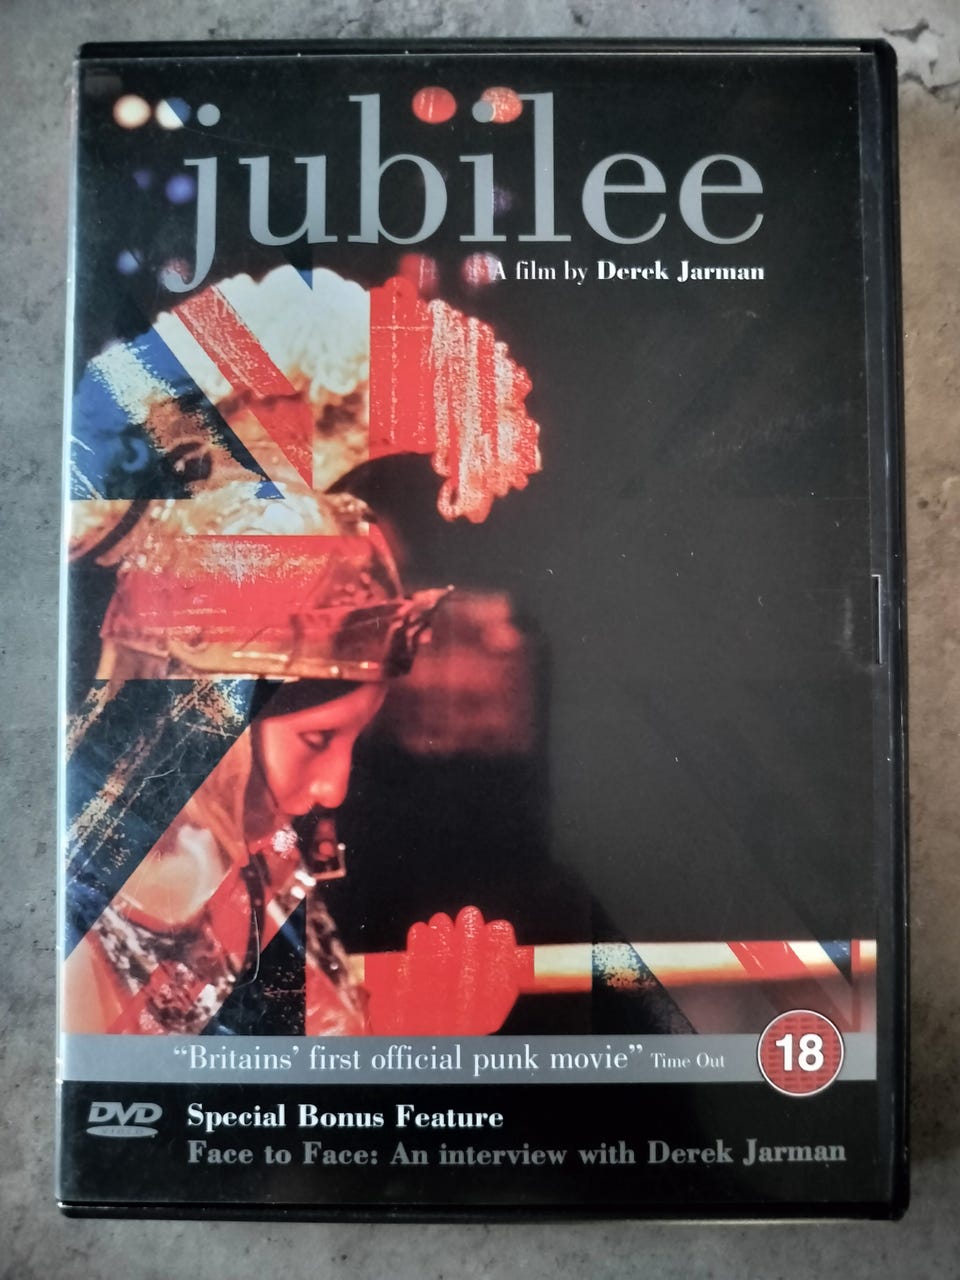 jubilee
A film by Derek Jarman
“Britains’ first official punk movie” Time Out
18
DVD
VIDEO
Special Bonus Feature
Face to Face: An interview with Derek Jarman